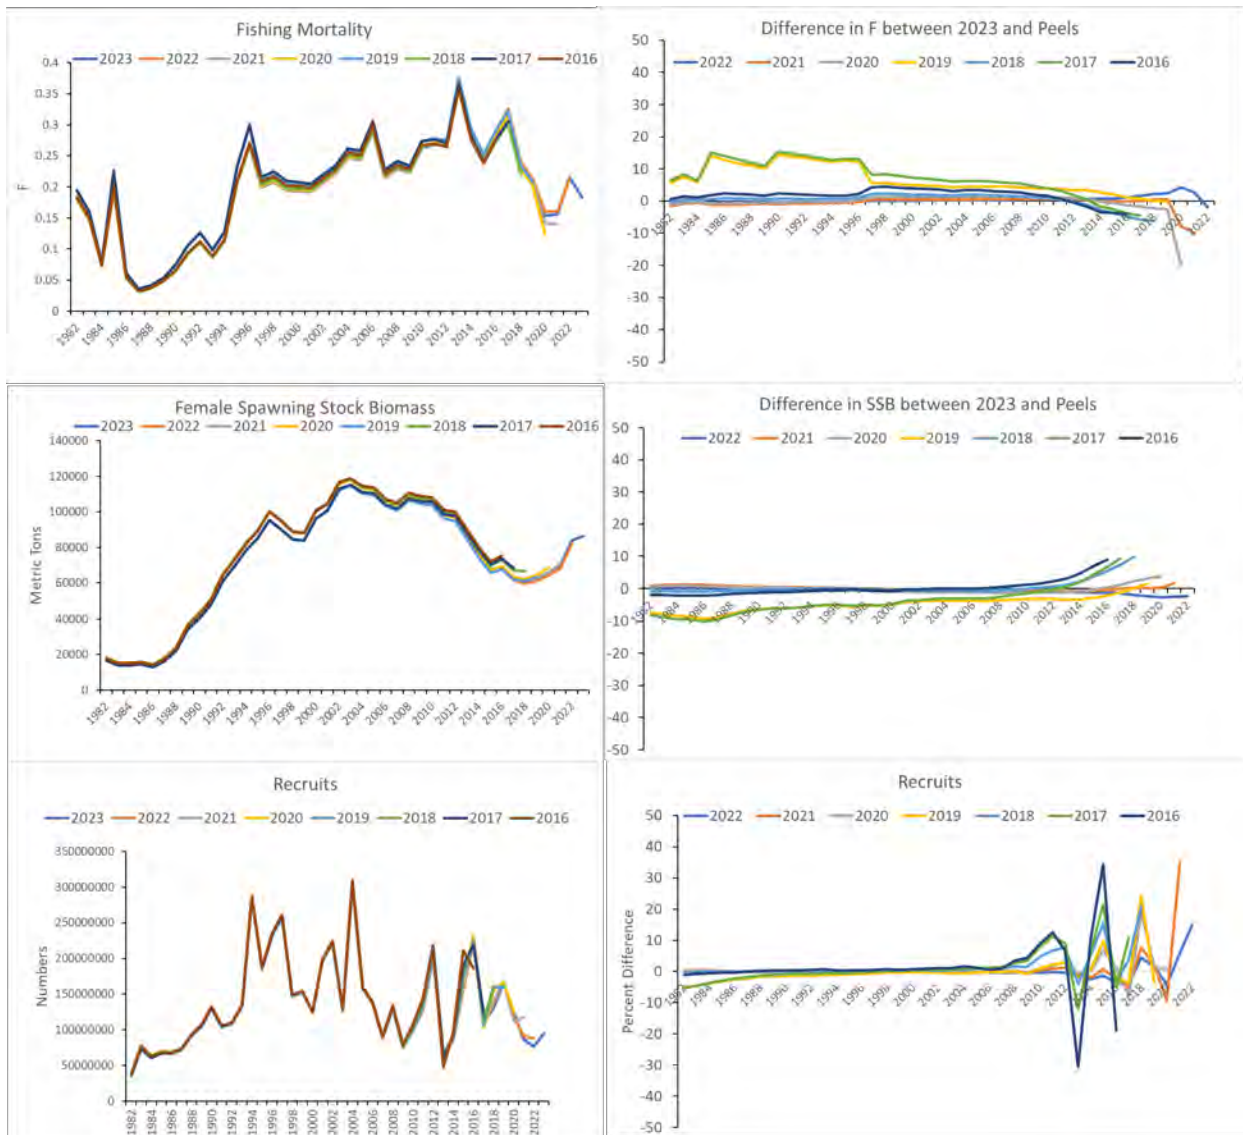 Fishing Mortality
2023 2022 2021 2020 2019 2018 2017 2016
0.4
0.35
0.3
0.25
0.2
0.15
0.1
0.05
0
F
1982 1984 1986 1988 1990 1992 1994 1996 1998 2000 2002 2004 2006 2008 2010 2012 2014 2016 2018 2020 2022
Difference in F between 2023 and Peels
2022 2021 2020 2019 2018 2017 2016
50
40
30
20
10
0
-10
-20
-30
-40
-50
1982 1984 1986 1988 1990 1992 1994 1996 1998 2000 2002 2004 2006 2008 2010 2012 2014 2016 2018 2020 2022
Female Spawning Stock Biomass
2023 2022 2021 2020 2019 2018 2017 2016
140000
120000
100000
80000
60000
40000
20000
0
Metric Tons
1982 1984 1986 1988 1990 1992 1994 1996 1998 2000 2002 2004 2006 2008 2010 2012 2014 2016 2018 2020 2022
Difference in SSB between 2023 and Peels
2022 2021 2020 2019 2018 2017 2016
50
40
30
20
10
0
-10
-20
-30
-40
-50
1982 1984 1986 1988 1990 1992 1994 1996 1998 2000 2002 2004 2006 2008 2010 2012 2014 2016 2018 2020 2022
Recruits
2023 2022 2021 2020 2019 2018 2017 2016
350000000
300000000
250000000
200000000
150000000
100000000
50000000
0
Numbers
1982 1984 1986 1988 1990 1992 1994 1996 1998 2000 2002 2004 2006 2008 2010 2012 2014 2016 2018 2020 2022
Recruits
2022 2021 2020 2019 2018 2017 2016
50
40
30
20
10
0
-10
-20
-30
-40
-50
Percent Difference
1984 1986 1988 1990 1992 1994 1996 1998 2000 2002 2004 2006 2008 2010 2012 2016 2018 2022